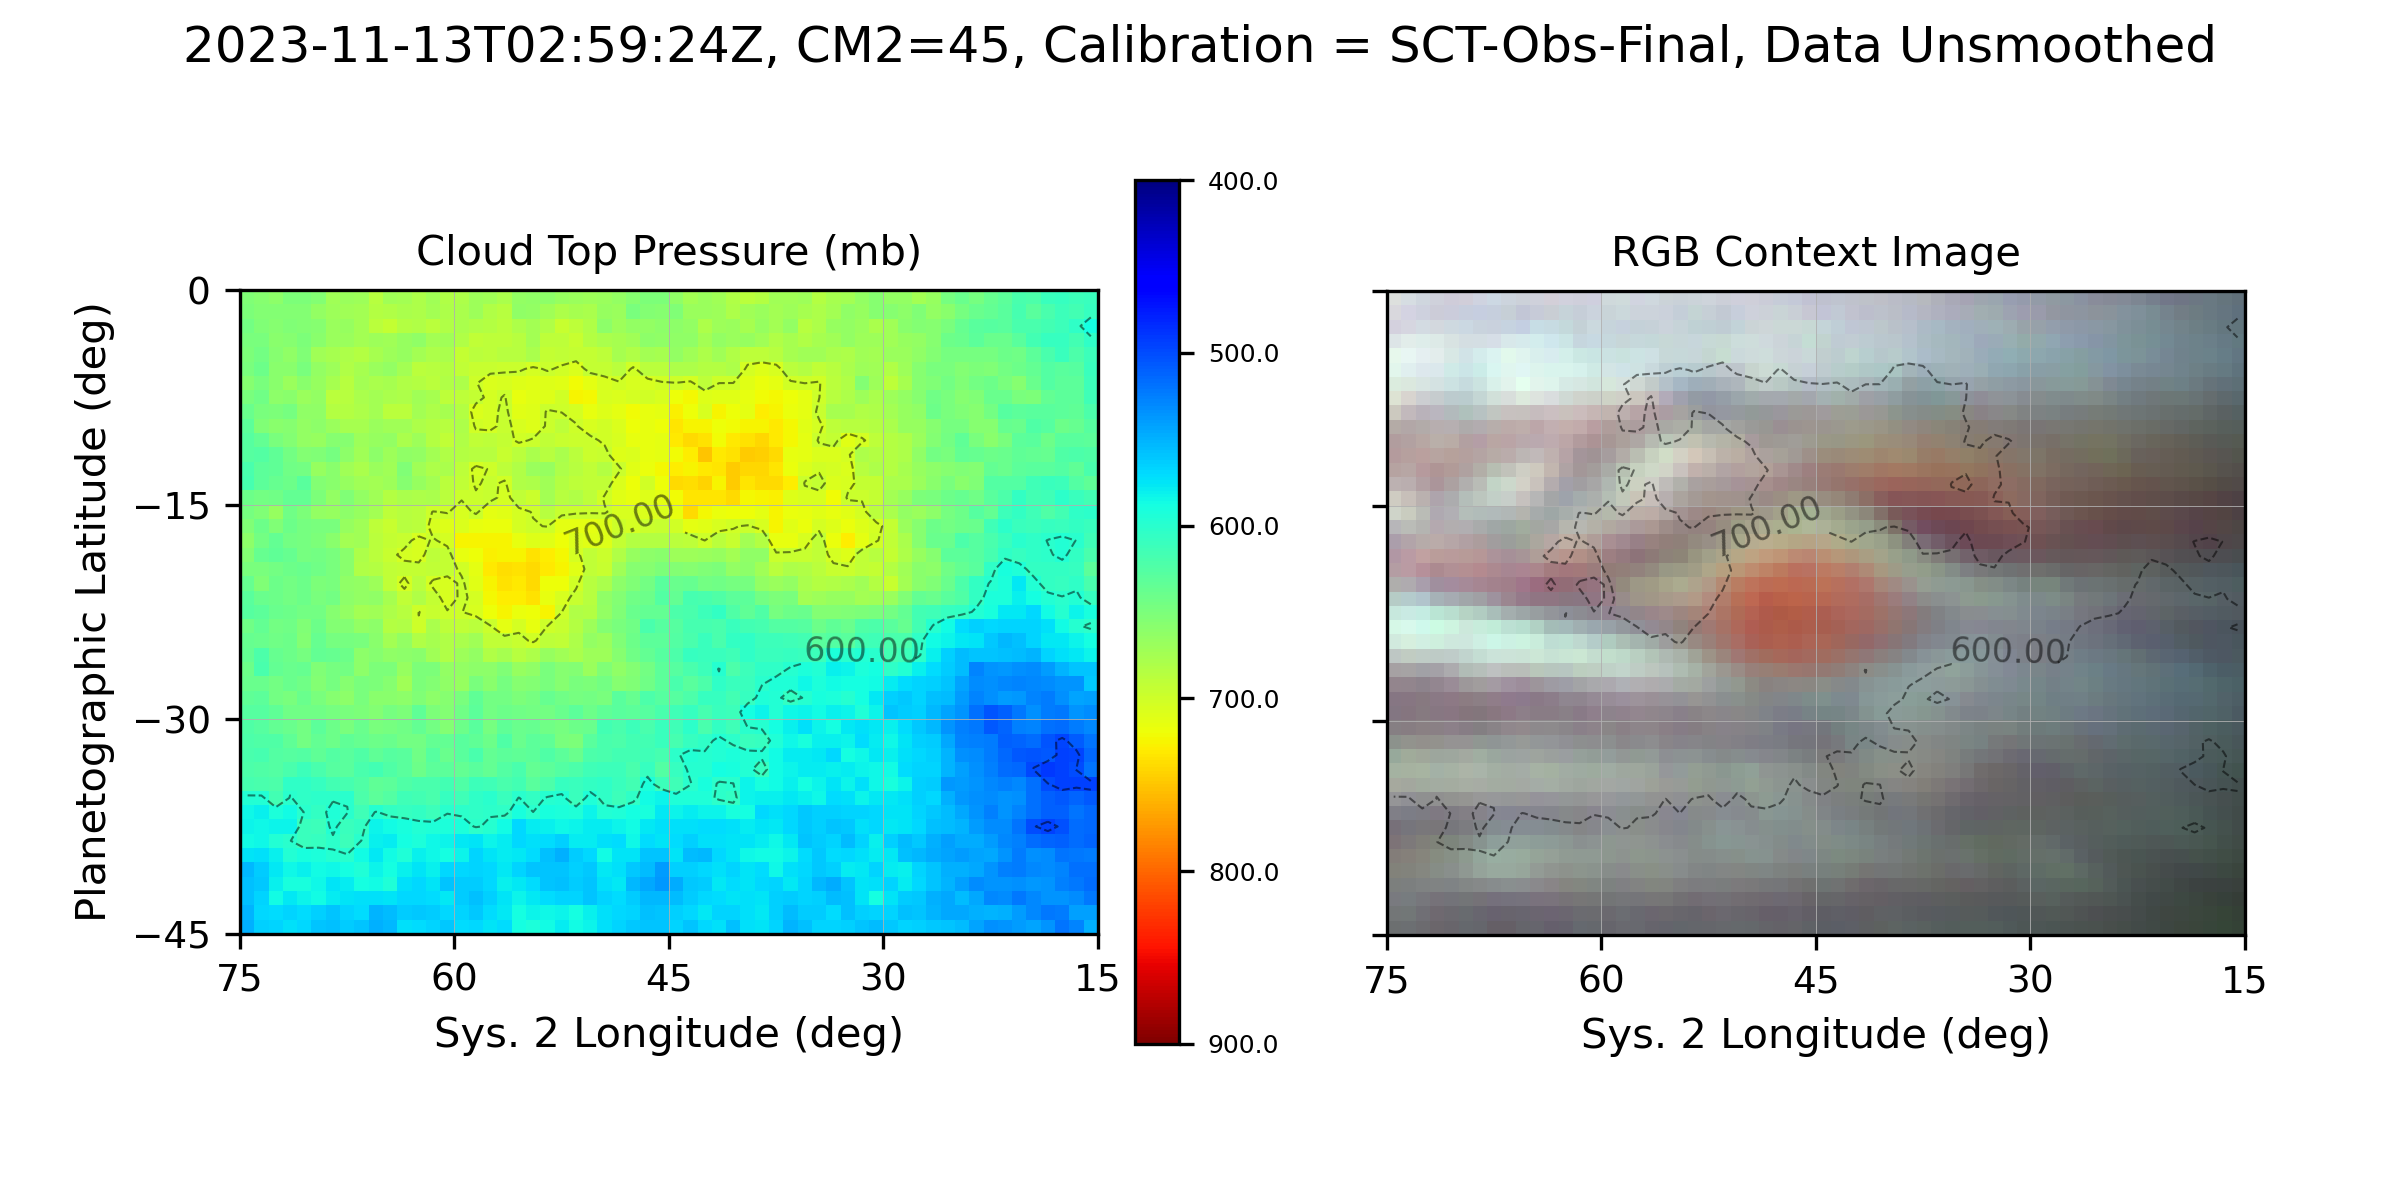 2023-11-13T02:59:24Z, CM2=45, Calibration = SCT-Obs-Final, Data Unsmoothed
Cloud Top Pressure (mb)
Planetographic Latitude (deg)
0
−15
−30
−45
75 60 45 30 15
Sys. 2 Longitude (deg)
700.00
600.00
400.0
500.0
600.0
700.0
800.0
900.0
RGB Context Image
700.00
600.00
75 60 45 30 15
Sys. 2 Longitude (deg)